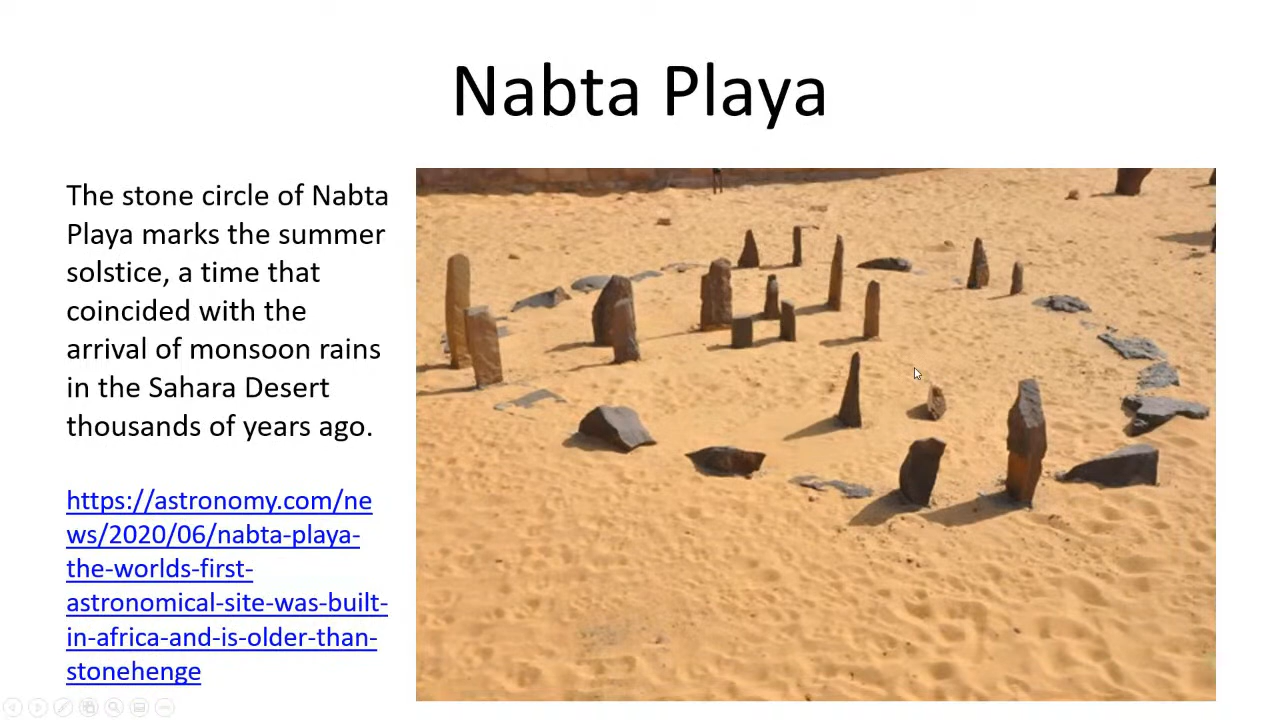 Nabta Playa
The stone circle of Nabta
Playa marks the summer
solstice, a time that
coincided with the
arrival of monsoon rains
in the Sahara Desert
thousands of years ago.
https://astronomy.com/ne
ws/2020/06/nabta-playa-
the-worlds-first-
astronomical-site-was-built-
in-africa-and-is-older-than-
stonehenge